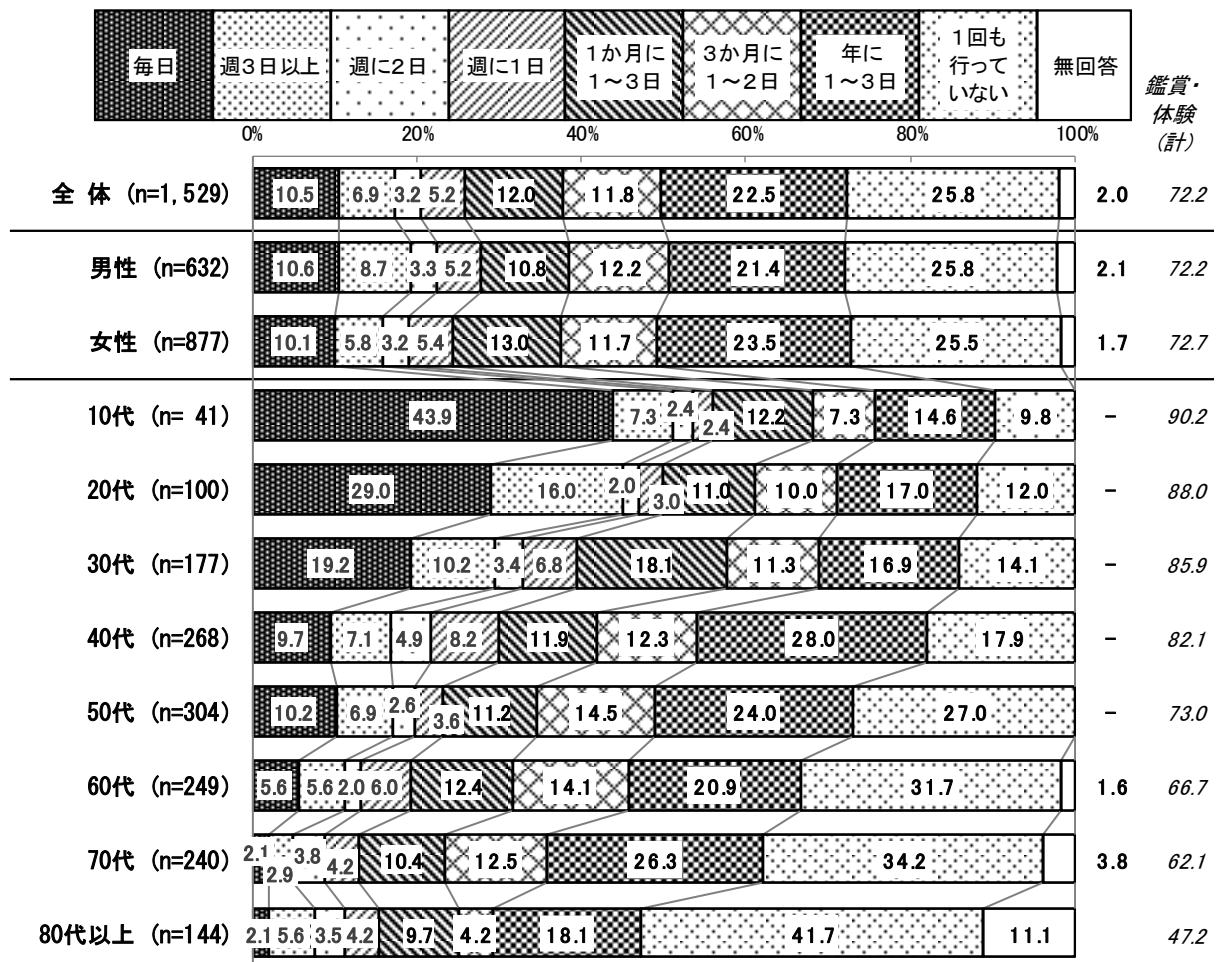 毎日 週３日以上 週に２日 週に１日 １か月に１～３日 ３か月に１～２日 年に１～３日 １回も行っていない 無回答 鑑賞・体験（計）
0% 20% 40% 60% 80% 100%
全 体 (n=1,529) 10.5 6.9 3.2 5.2 12.0 11.8 22.5 25.8 2.0 72.2
男性 (n=632) 10.6 8.7 3.3 5.2 10.8 12.2 21.4 25.8 2.1 72.2
女性 (n=877) 10.1 5.8 3.2 5.4 13.0 11.7 23.5 25.5 1.7 72.7
10代 (n= 41) 43.9 7.3 2.4 2.4 12.2 7.3 14.6 9.8 - 90.2
20代 (n=100) 29.0 16.0 2.0 3.0 11.0 10.0 17.0 12.0 - 88.0
30代 (n=177) 19.2 10.2 3.4 6.8 18.1 11.3 16.9 14.1 - 85.9
40代 (n=268) 9.7 7.1 4.9 8.2 11.9 12.3 28.0 17.9 - 82.1
50代 (n=304) 10.2 6.9 2.6 3.6 11.2 14.5 24.0 27.0 - 73.0
60代 (n=249) 5.6 5.6 2.0 6.0 12.4 14.1 20.9 31.7 1.6 66.7
70代 (n=240) 2.1 2.9 3.8 4.2 10.4 12.5 26.3 34.2 3.8 62.1
80代以上 (n=144) 2.1 5.6 3.5 4.2 9.7 4.2 18.1 41.7 11.1 47.2